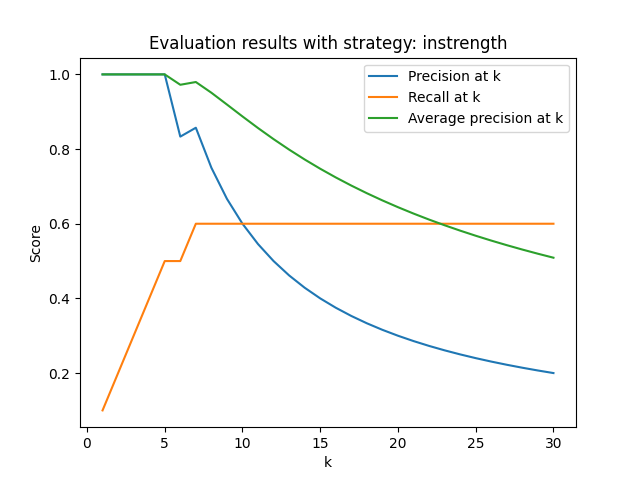 Evaluation results with strategy: instrength
Precision at k
Recall at k
Average precision at k
Score
1.0
0.8
0.6
0.4
0.2
0 5 10 15 20 25 30
k